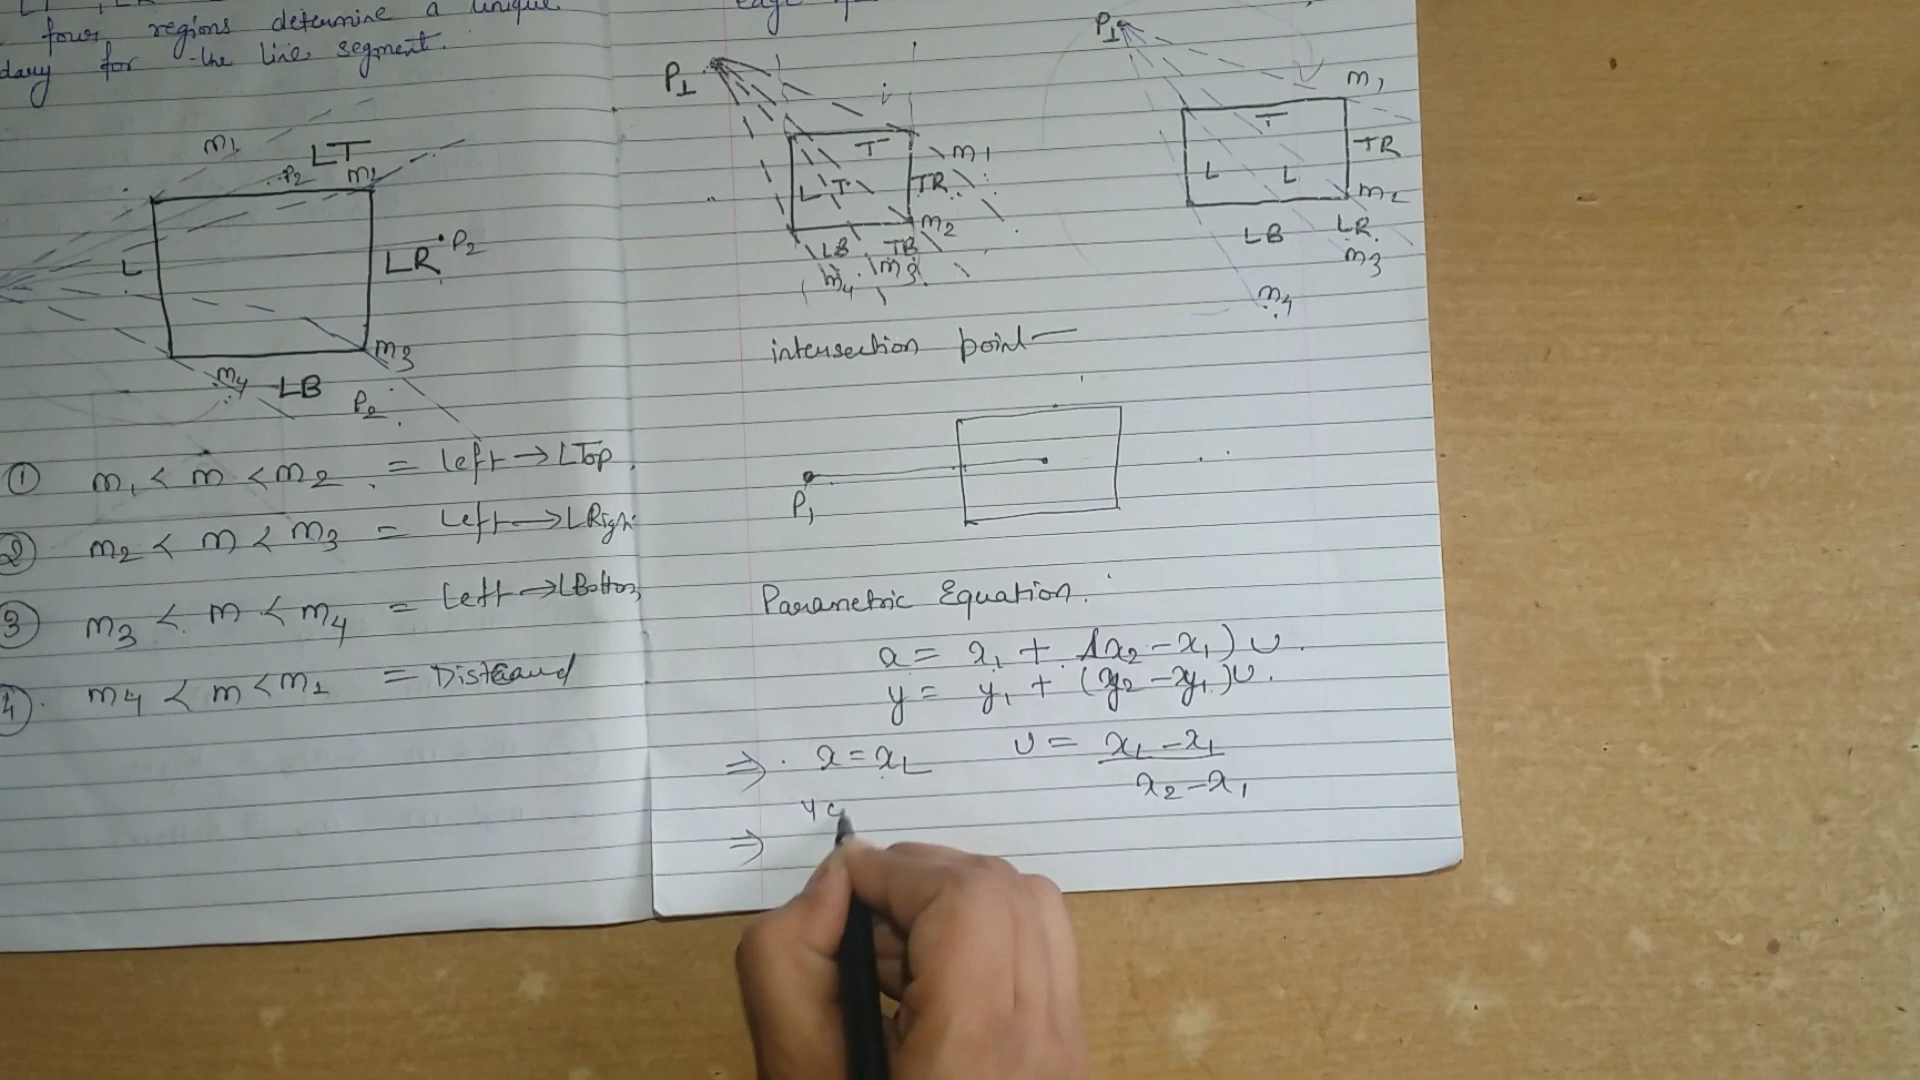 four regions determine a unique
dary for the line segment.
m1 LT
P2 m2
L LR P2
m3
m4 LB
P2
① m1 < m < m2 = Left → LTop
② m2 < m < m3 = Left → LRight
③ m3 < m < m4 = Left → LBottom
④ m4 < m < m1 = Discaud
P1
T m1
L T TR
m2
LB TB
m4 m3
P1 m1
T TR
L L m2
LB LR
m3
m4
intersection point —
P1
Parametric Equation.
x = x1 + (x2 - x1) u.
y = y1 + (y2 - y1) u.
⇒ x = xL u = xL - x1 / x2 - x1
⇒